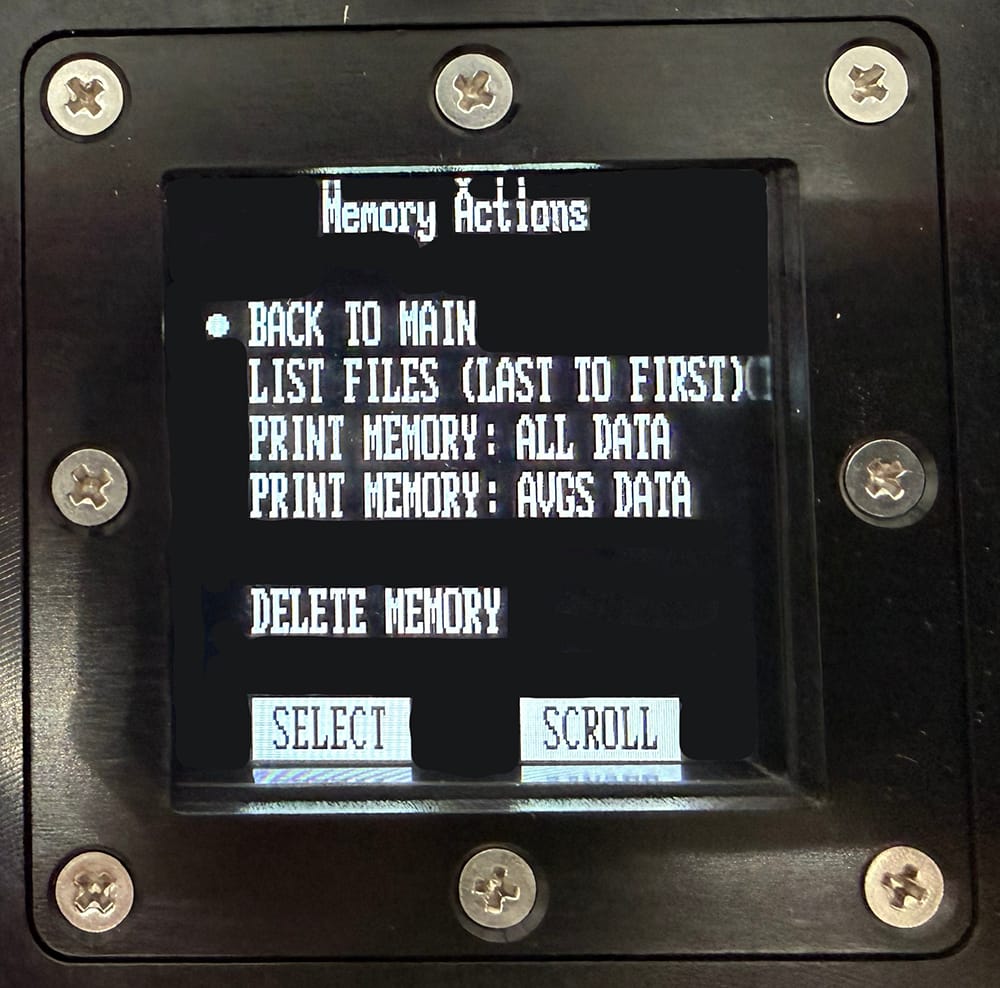 Memory Actions
BACK TO MAIN
LIST FILES (LAST TO FIRST)
PRINT MEMORY: ALL DATA
PRINT MEMORY: AVGS DATA
DELETE MEMORY
SELECT SCROLL